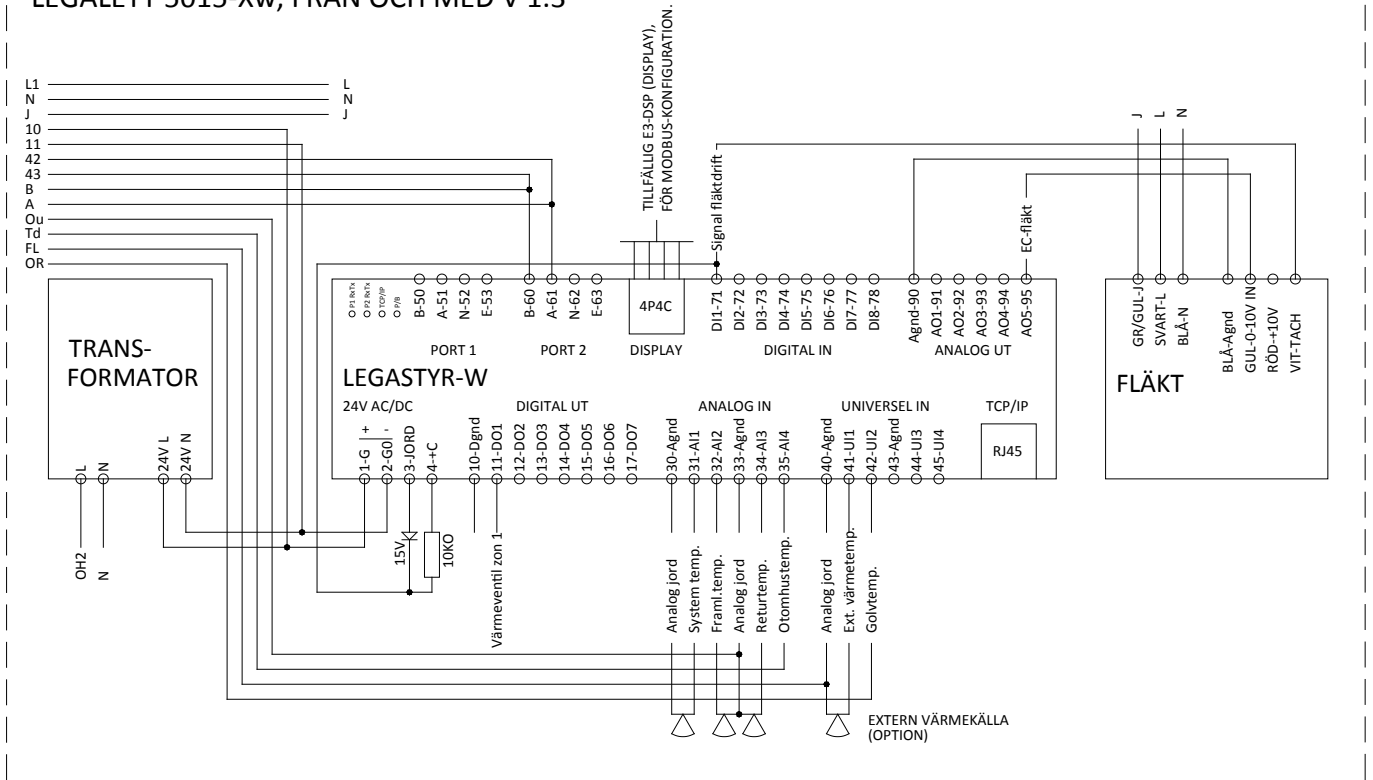 L1
N
J
10
11
42
43
B
A
Ou
Td
FL
OR
L
N
J
TILLFÄLLIG E3-DSP (DISPLAY),
FÖR MODBUS-KONFIGURATION.
Signal fläktdrift
EC-fläkt
J
L
N
TRANS-
FORMATOR
L
N
24V L
24V N
OH2
N
P1 RxTx
P2 RxTx
TCP/IP
P/B
B-50
A-51
N-52
E-53
B-60
A-61
N-62
E-63
4P4C
DI1-71
DI2-72
DI3-73
DI4-74
DI5-75
DI6-76
DI7-77
DI8-78
Agnd-90
AO1-91
AO2-92
AO3-93
AO4-94
AO5-95
PORT 1
PORT 2
DISPLAY
DIGITAL IN
ANALOG UT
LEGASTYR-W
24V AC/DC
DIGITAL UT
ANALOG IN
UNIVERSEL IN
TCP/IP
+
-
1-G
2-G0
3-JORD
4-+C
10-Dgnd
11-DO1
12-DO2
13-DO3
14-DO4
15-DO5
16-DO6
17-DO7
30-Agnd
31-AI1
32-AI2
33-Agnd
34-AI3
35-AI4
40-Agnd
41-UI1
42-UI2
43-Agnd
44-UI3
45-UI4
RJ45
GR/GUL-J
SVART-L
BLÅ-N
BLÅ-Agnd
GUL-0-10V IN
RÖD-+10V
VIT-TACH
FLÄKT
15V
10KO
Värmeventil zon 1
Analog jord
System temp.
Framl.temp.
Analog jord
Returtemp.
Otomhustemp.
Analog jord
Ext. värmetemp.
Golvtemp.
EXTERN VÄRMEKÄLLA
(OPTION)